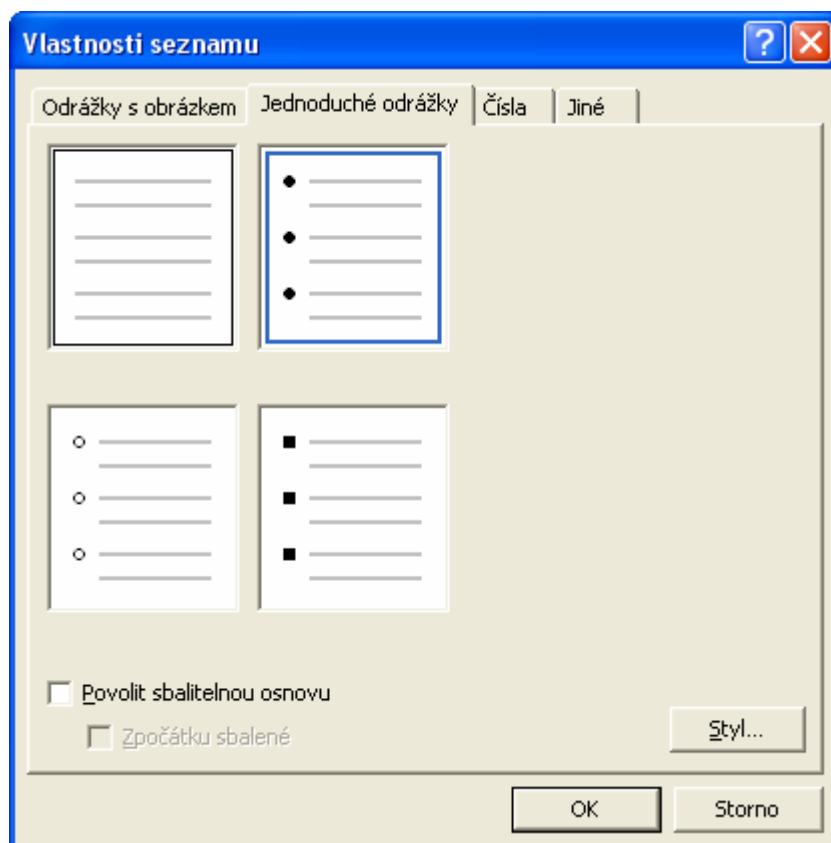 Vlastnosti seznamu
Odrážky s obrázkem Jednoduché odrážky Čísla Jiné
Povolit sbalitelnou osnovu
Zpočátku sbalené
Styl...
OK Storno